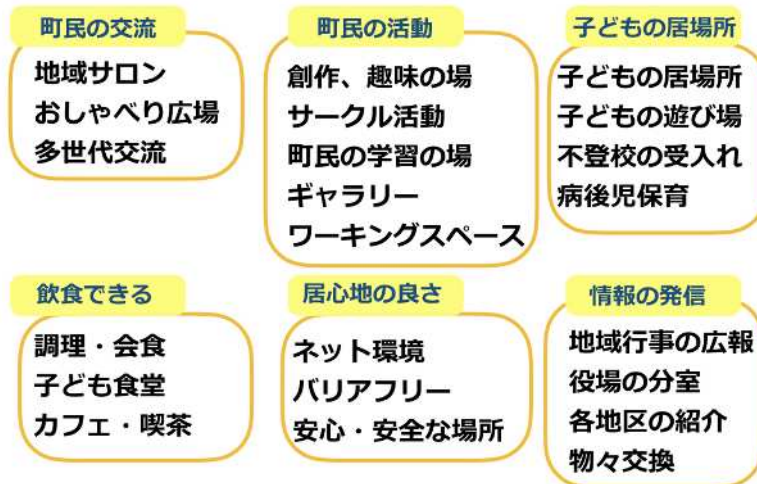 町民の交流
地域サロン
おしゃべり広場
多世代交流
町民の活動
創作、趣味の場
サークル活動
町民の学習の場
ギャラリー
ワーキングスペース
子どもの居場所
子どもの居場所
子どもの遊び場
不登校の受入れ
病後児保育
飲食できる
調理・会食
子ども食堂
カフェ・喫茶
居心地の良さ
ネット環境
バリアフリー
安心・安全な場所
情報の発信
地域行事の広報
役場の分室
各地区の紹介
物々交換